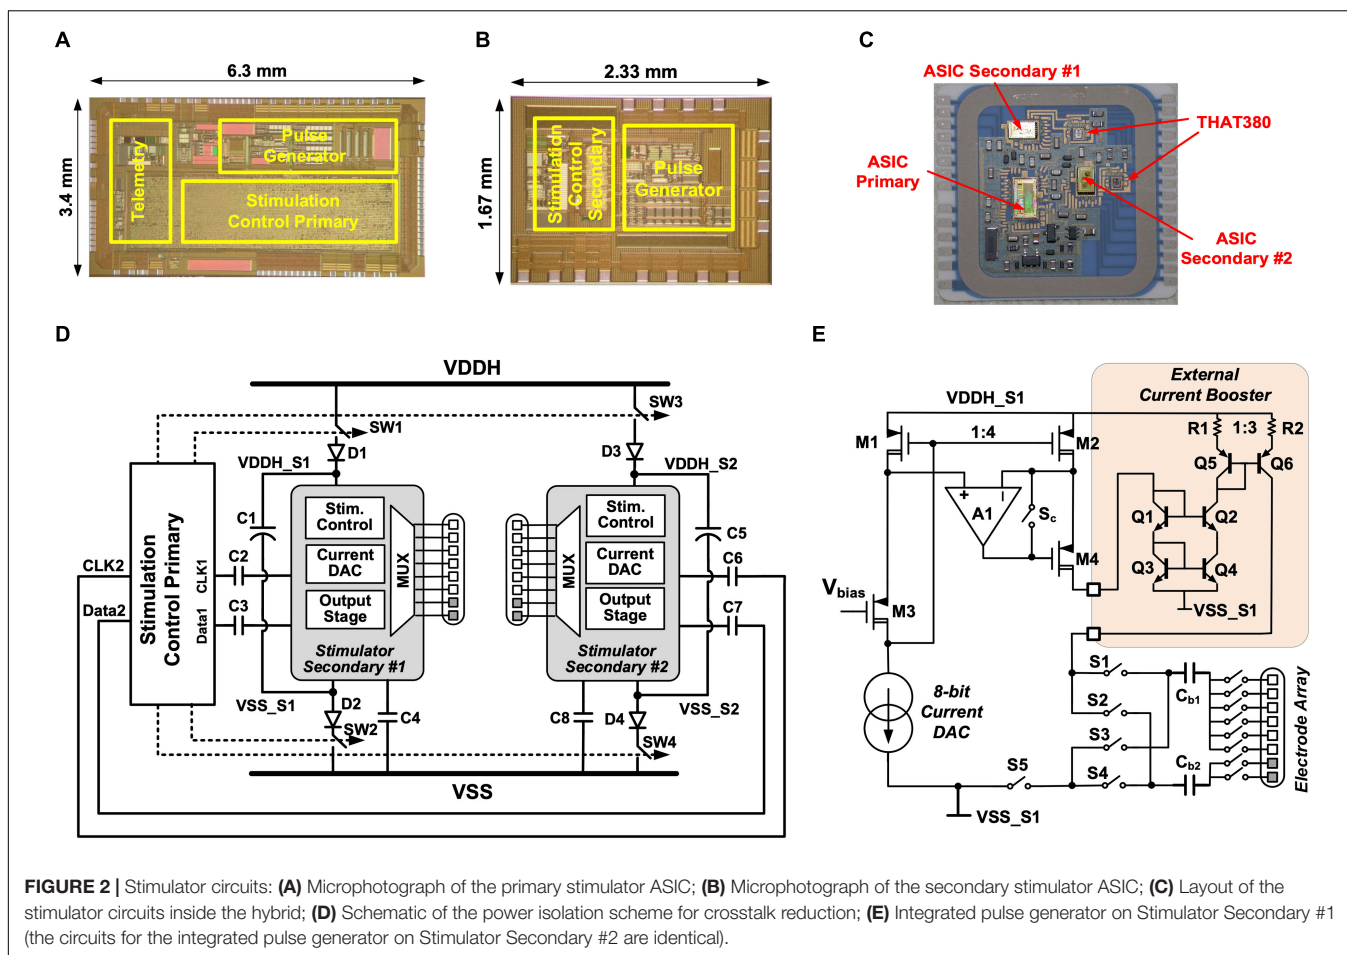 A
6.3 mm
3.4 mm
Telemetry
Pulse
Generator
Stimulation
Control Primary
B
2.33 mm
1.67 mm
Stimulation
Control
Secondary
Pulse
Generator
C
ASIC Secondary #1
THAT380
ASIC
Primary
ASIC
Secondary #2
D
VDDH
SW3
SW1
D1
D3
VDDH_S1
VDDH_S2
C1
C5
Stim.
Control
Current
DAC
Output
Stage
MUX
Stimulator
Secondary #1
MUX
Stim.
Control
Current
DAC
Output
Stage
Stimulator
Secondary #2
Stimulation
Control Primary
CLK1
Data1
CLK2
Data2
C2
C3
C6
C7
VSS_S1
D2
SW2
C4
C8
D4
SW4
VSS_S2
VSS
E
External
Current Booster
VDDH_S1
M1
1:4
M2
R1
1:3
R2
Q5
Q6
+
−
A1
Sc
Q1
Q2
M4
Q3
Q4
Vbias
M3
VSS_S1
8-bit
Current
DAC
S1
S2
S3
S4
S5
Cb1
Cb2
VSS_S1
Electrode Array
FIGURE 2 | Stimulator circuits: (A) Microphotograph of the primary stimulator ASIC; (B) Microphotograph of the secondary stimulator ASIC; (C) Layout of the
stimulator circuits inside the hybrid; (D) Schematic of the power isolation scheme for crosstalk reduction; (E) Integrated pulse generator on Stimulator Secondary #1
(the circuits for the integrated pulse generator on Stimulator Secondary #2 are identical).